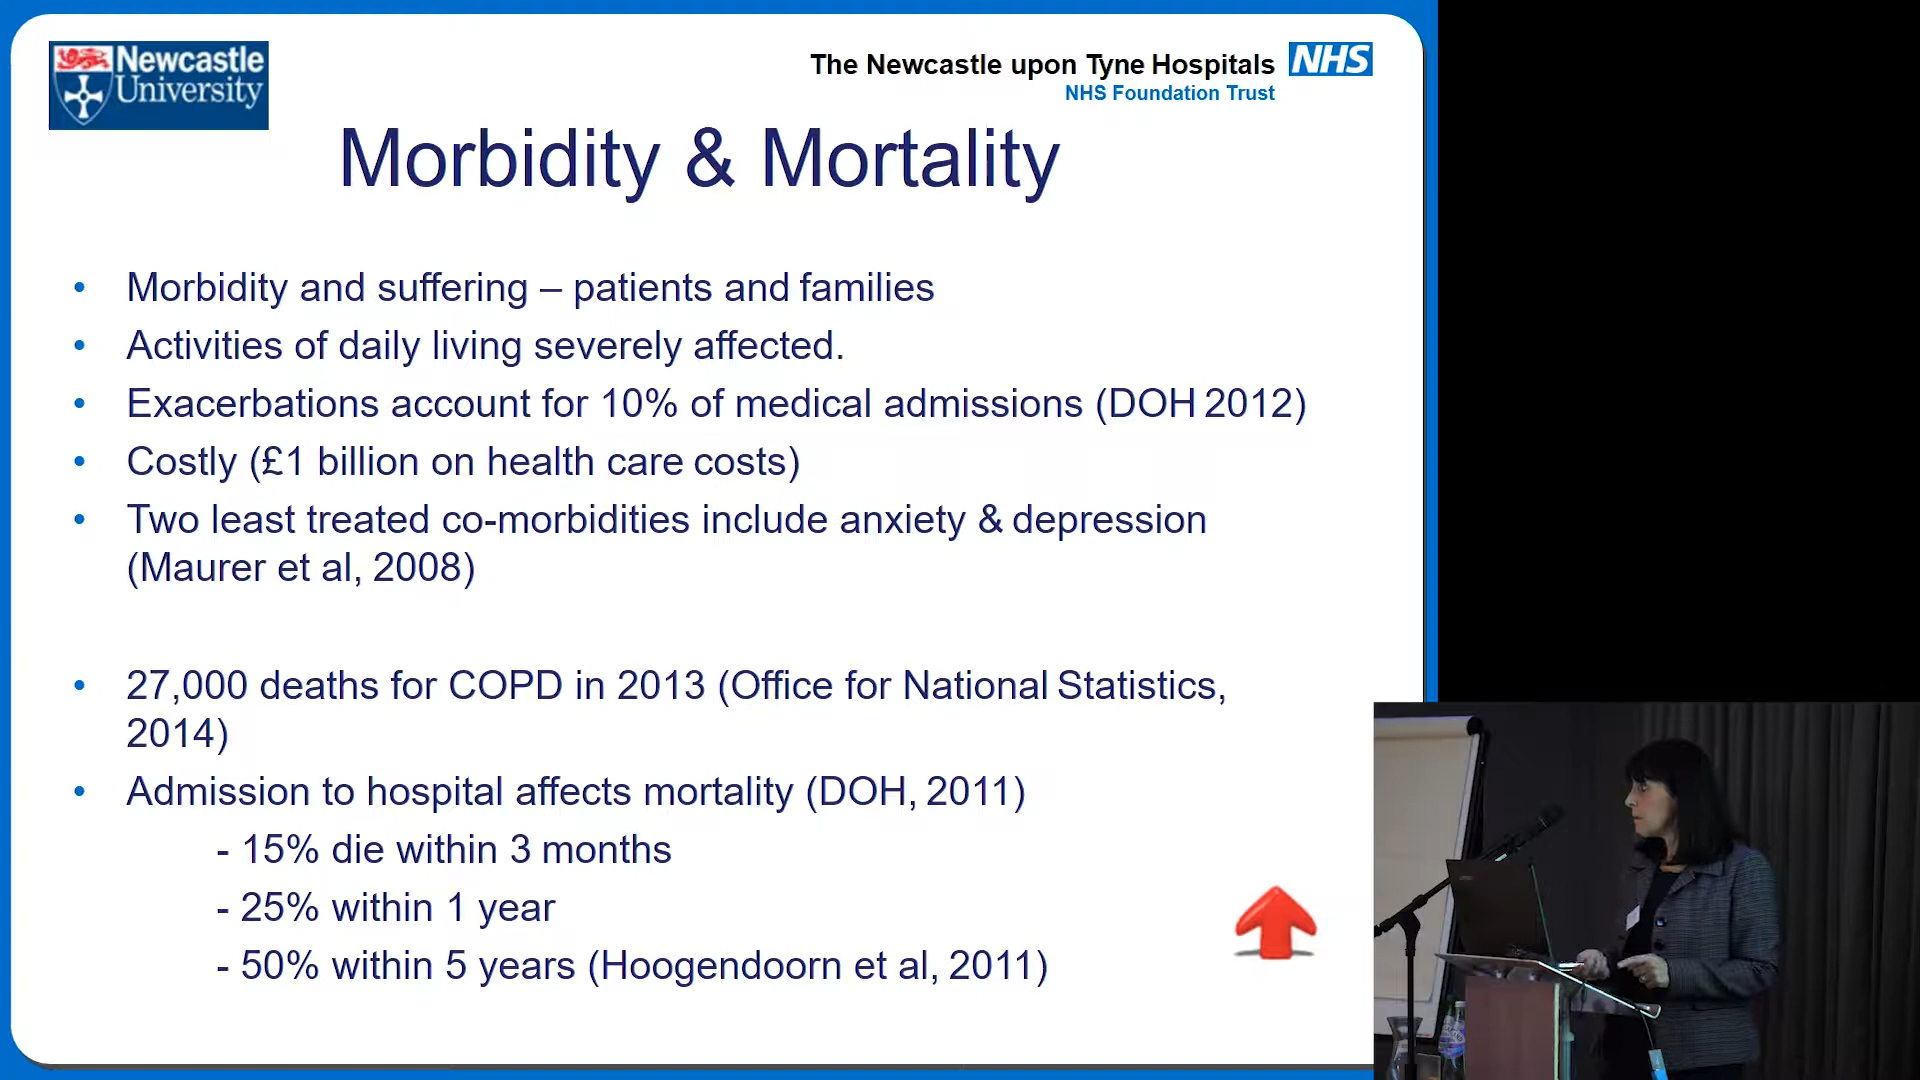 Newcastle
University
The Newcastle upon Tyne Hospitals NHS
NHS Foundation Trust
Morbidity & Mortality
• Morbidity and suffering – patients and families
• Activities of daily living severely affected.
• Exacerbations account for 10% of medical admissions (DOH 2012)
• Costly (£1 billion on health care costs)
• Two least treated co-morbidities include anxiety & depression
(Maurer et al, 2008)
• 27,000 deaths for COPD in 2013 (Office for National Statistics,
2014)
• Admission to hospital affects mortality (DOH, 2011)
- 15% die within 3 months
- 25% within 1 year
- 50% within 5 years (Hoogendoorn et al, 2011)